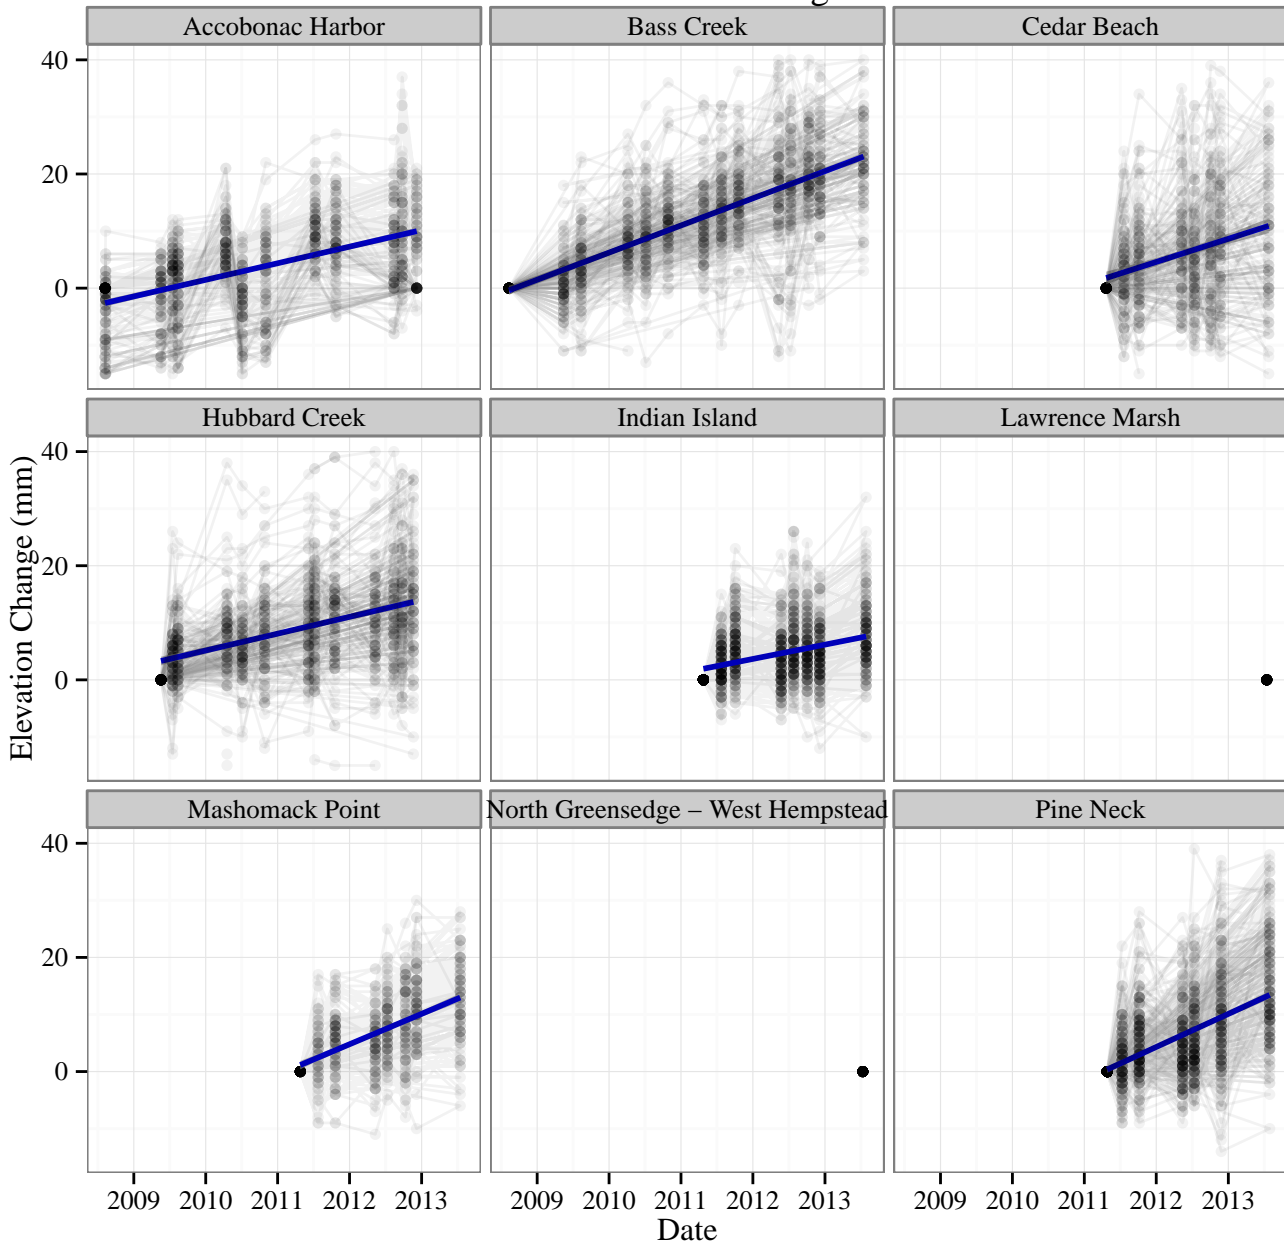 Accobonac Harbor Bass Creek Cedar Beach
40
20
0
Hubbard Creek Indian Island Lawrence Marsh
40
20
0
Elevation Change (mm)
Mashomack Point North Greensedge – West Hempstead Pine Neck
40
20
0
2009 2010 2011 2012 2013 2009 2010 2011 2012 2013 2009 2010 2011 2012 2013
Date